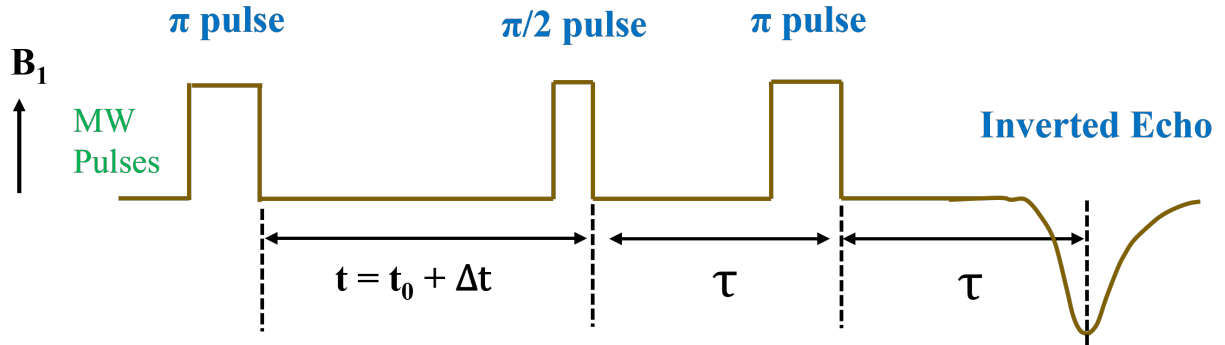 π pulse
π/2 pulse
π pulse
B₁
MW
Pulses
Inverted Echo
t = t₀ + Δt
τ
τ